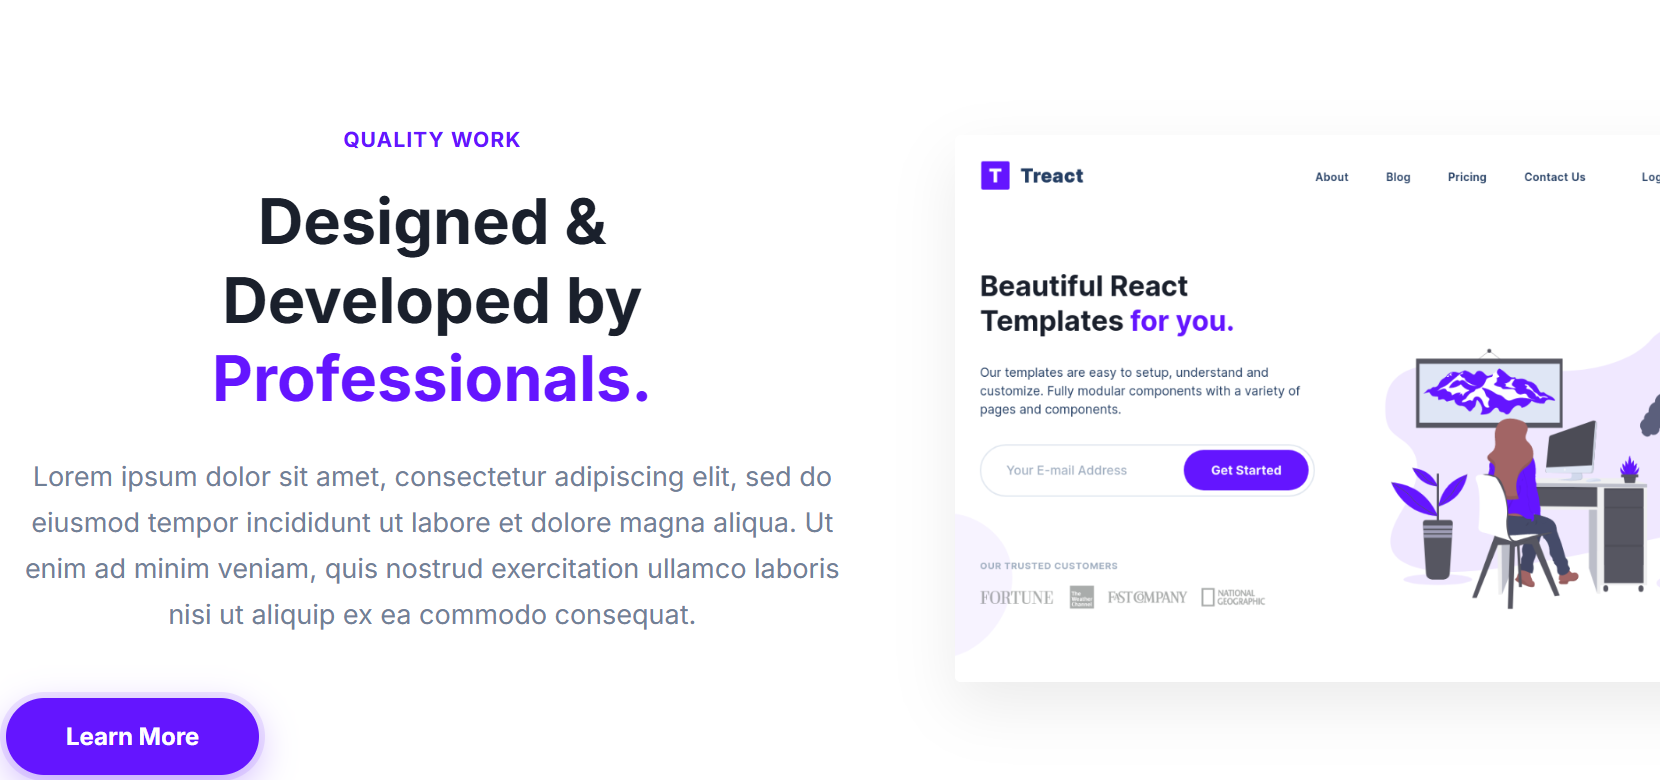 QUALITY WORK
Designed &
Developed by
Professionals.
Lorem ipsum dolor sit amet, consectetur adipiscing elit, sed do
eiusmod tempor incididunt ut labore et dolore magna aliqua. Ut
enim ad minim veniam, quis nostrud exercitation ullamco laboris
nisi ut aliquip ex ea commodo consequat.
Learn More
T Treact
About Blog Pricing Contact Us Log
Beautiful React
Templates for you.
Our templates are easy to setup, understand and
customize. Fully modular components with a variety of
pages and components.
Your E-mail Address Get Started
OUR TRUSTED CUSTOMERS
FORTUNE
The
Weather
Channel
FAST COMPANY
NATIONAL
GEOGRAPHIC